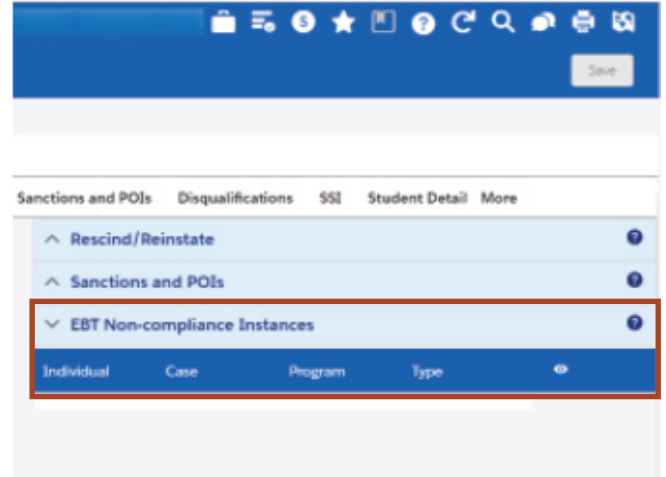 Save
Sanctions and POIs Disqualifications SSI Student Detail More
Rescind/Reinstate
Sanctions and POIs
EBT Non-compliance Instances
Individual Case Program Type